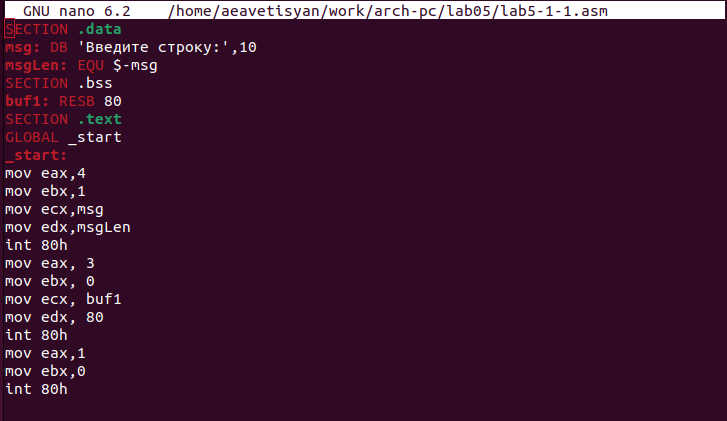 GNU nano 6.2 /home/aeavetisyan/work/arch-pc/lab05/lab5-1-1.asm
SECTION .data
msg: DB 'Введите строку:',10
msgLen: EQU $-msg
SECTION .bss
buf1: RESB 80
SECTION .text
GLOBAL _start
_start:
mov eax,4
mov ebx,1
mov ecx,msg
mov edx,msgLen
int 80h
mov eax, 3
mov ebx, 0
mov ecx, buf1
mov edx, 80
int 80h
mov eax,1
mov ebx,0
int 80h